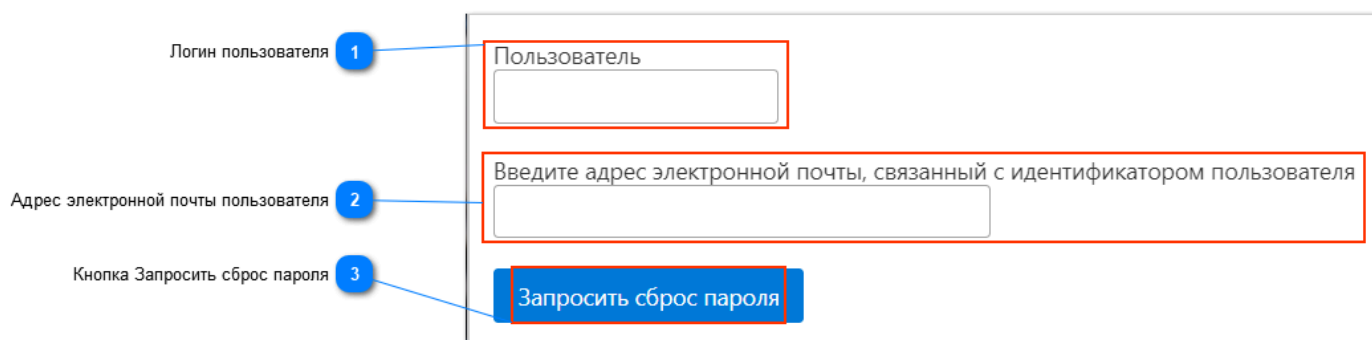 Логин пользователя 1
Пользователь
Введите адрес электронной почты, связанный с идентификатором пользователя
Адрес электронной почты пользователя 2
Кнопка Запросить сброс пароля 3
Запросить сброс пароля